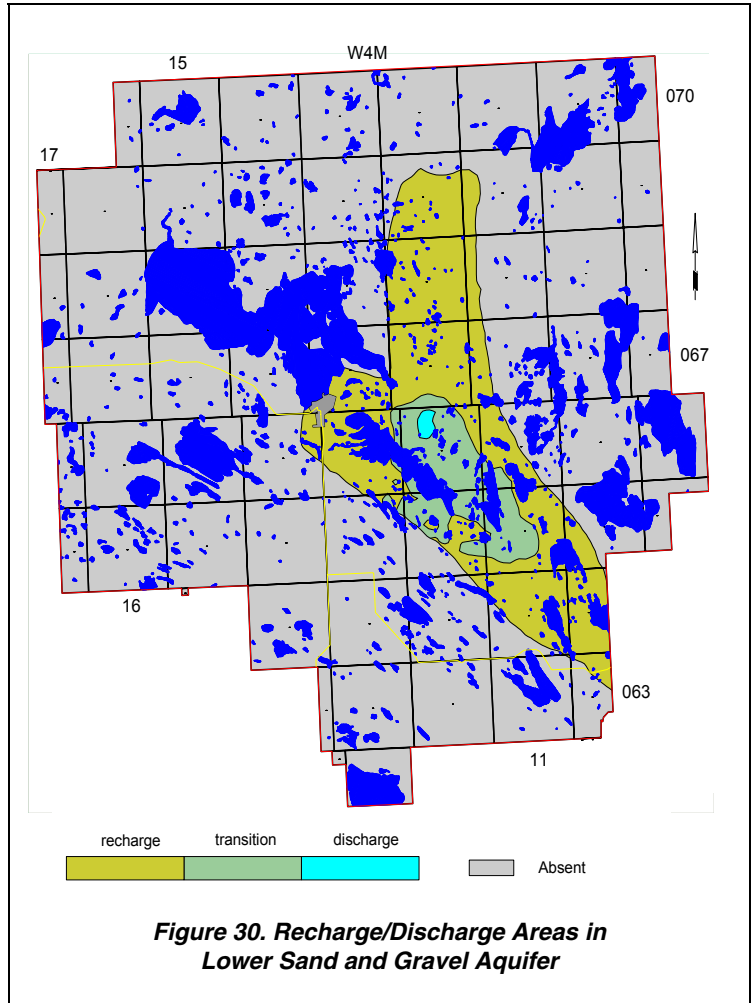 15
W4M
070
17
067
16
063
11
recharge transition discharge
Absent
Figure 30. Recharge/Discharge Areas in
Lower Sand and Gravel Aquifer